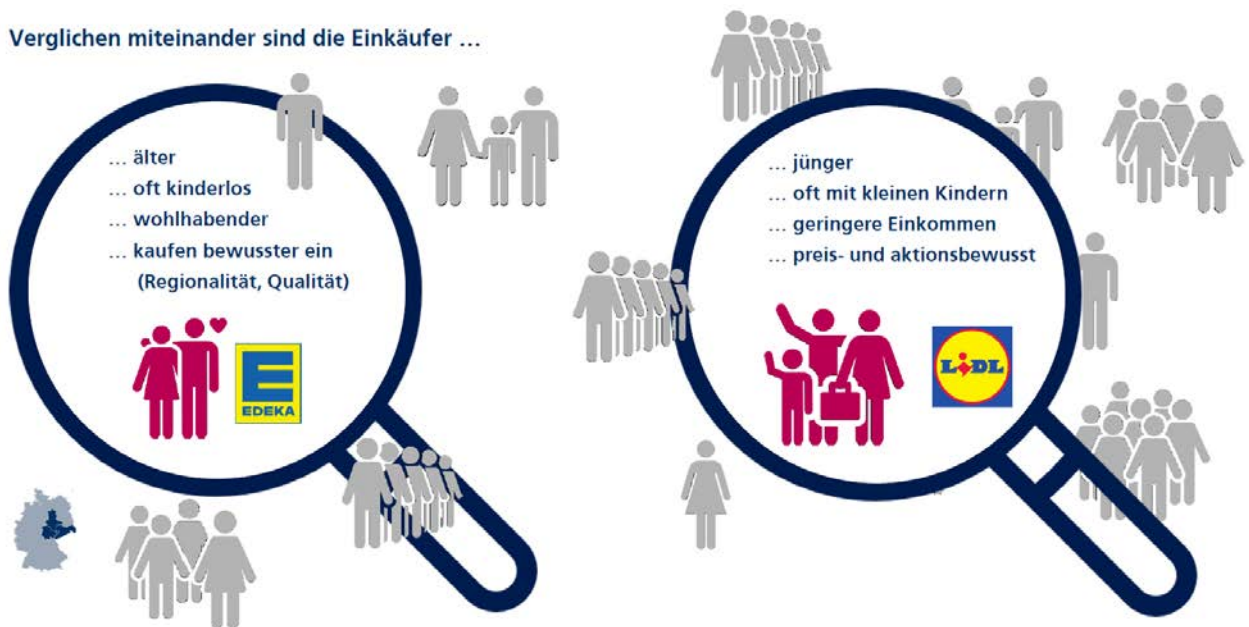 Verglichen miteinander sind die Einkäufer ...
... älter
... oft kinderlos
... wohlhabender
... kaufen bewusster ein
(Regionalität, Qualität)
E
EDEKA
... jünger
... oft mit kleinen Kindern
... geringere Einkommen
... preis- und aktionsbewusst
LiDL